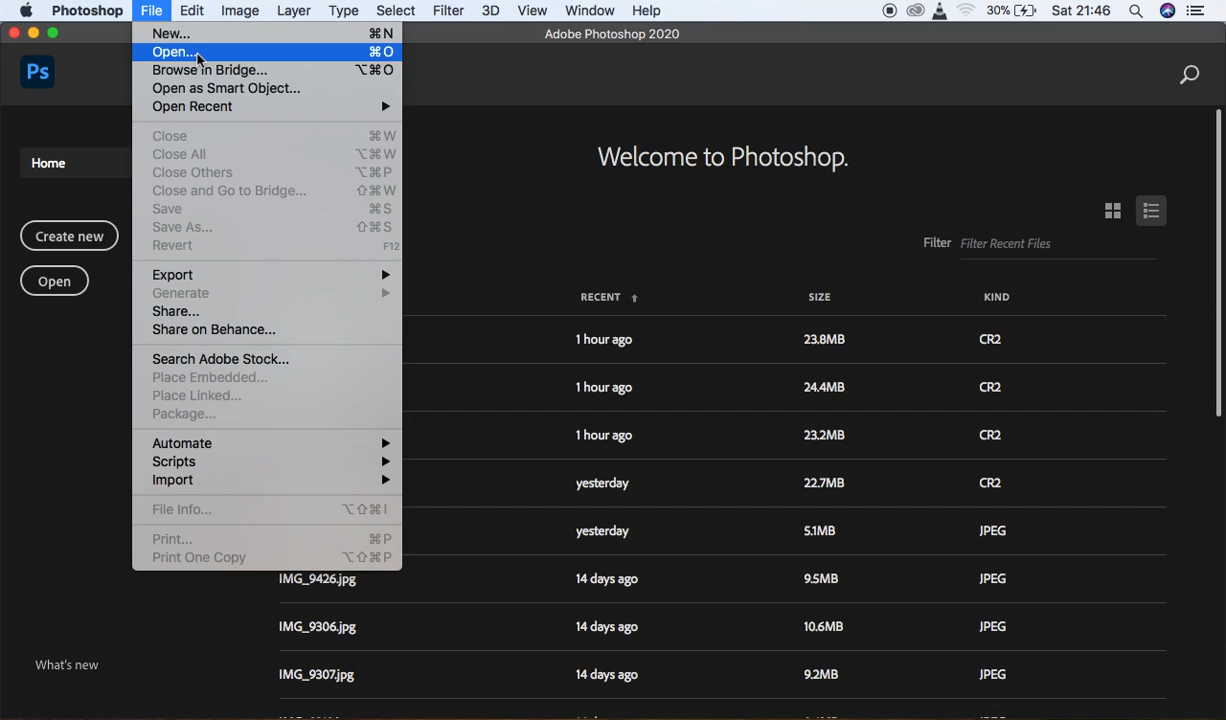 Photoshop File Edit Image Layer Type Select Filter 3D View Window Help 30% Sat 21:46
Adobe Photoshop 2020
Ps
New... ⌘N
Open... ⌘O
Browse in Bridge... ⌥⌘O
Open as Smart Object...
Open Recent
Close ⌘W
Close All ⌥⌘W
Close Others ⌥⌘P
Close and Go to Bridge... ⇧⌘W
Save ⌘S
Save As... ⇧⌘S
Revert F12
Export
Generate
Share...
Share on Behance...
Search Adobe Stock...
Place Embedded...
Place Linked...
Package...
Automate
Scripts
Import
File Info... ⌥⇧⌘I
Print... ⌘P
Print One Copy ⌥⇧⌘P
Home
Create new
Open
What's new
Welcome to Photoshop.
Filter Filter Recent Files
RECENT ↑ SIZE KIND
1 hour ago 23.8MB CR2
1 hour ago 24.4MB CR2
1 hour ago 23.2MB CR2
yesterday 22.7MB CR2
yesterday 5.1MB JPEG
IMG_9426.jpg 14 days ago 9.5MB JPEG
IMG_9306.jpg 14 days ago 10.6MB JPEG
IMG_9307.jpg 14 days ago 9.2MB JPEG